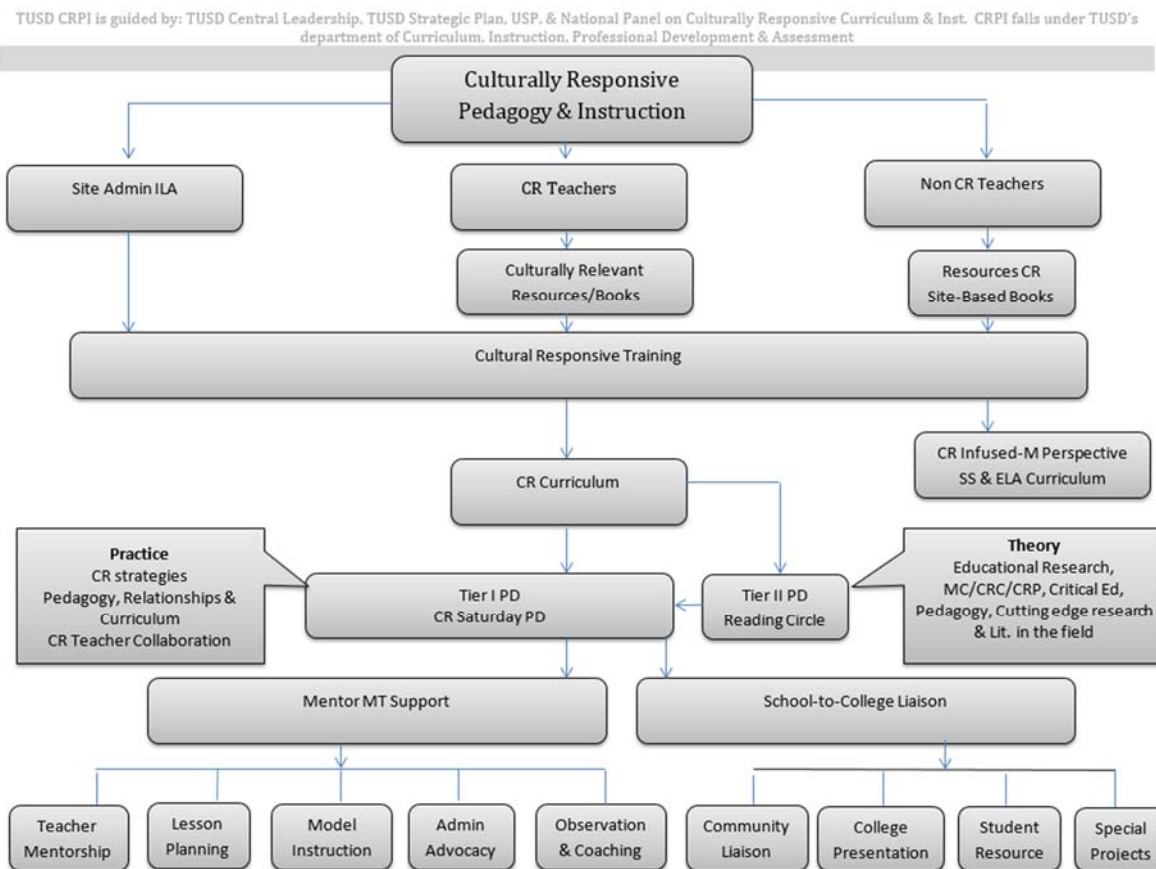 TUSD CRPI is guided by: TUSD Central Leadership, TUSD Strategic Plan, USP, & National Panel on Culturally Responsive Curriculum & Inst. CRPI falls under TUSD's
department of Curriculum, Instruction, Professional Development & Assessment
Culturally Responsive
Pedagogy & Instruction
Site Admin ILA
CR Teachers
Non CR Teachers
Culturally Relevant
Resources/Books
Resources CR
Site-Based Books
Cultural Responsive Training
CR Infused-M Perspective
SS & ELA Curriculum
CR Curriculum
Practice
CR strategies
Pedagogy, Relationships &
Curriculum
CR Teacher Collaboration
Tier I PD
CR Saturday PD
Tier II PD
Reading Circle
Theory
Educational Research,
MC/CRC/CRP, Critical Ed,
Pedagogy, Cutting edge research
& Lit. in the field
Mentor MT Support
School-to-College Liaison
Teacher
Mentorship
Lesson
Planning
Model
Instruction
Admin
Advocacy
Observation
& Coaching
Community
Liaison
College
Presentation
Student
Resource
Special
Projects